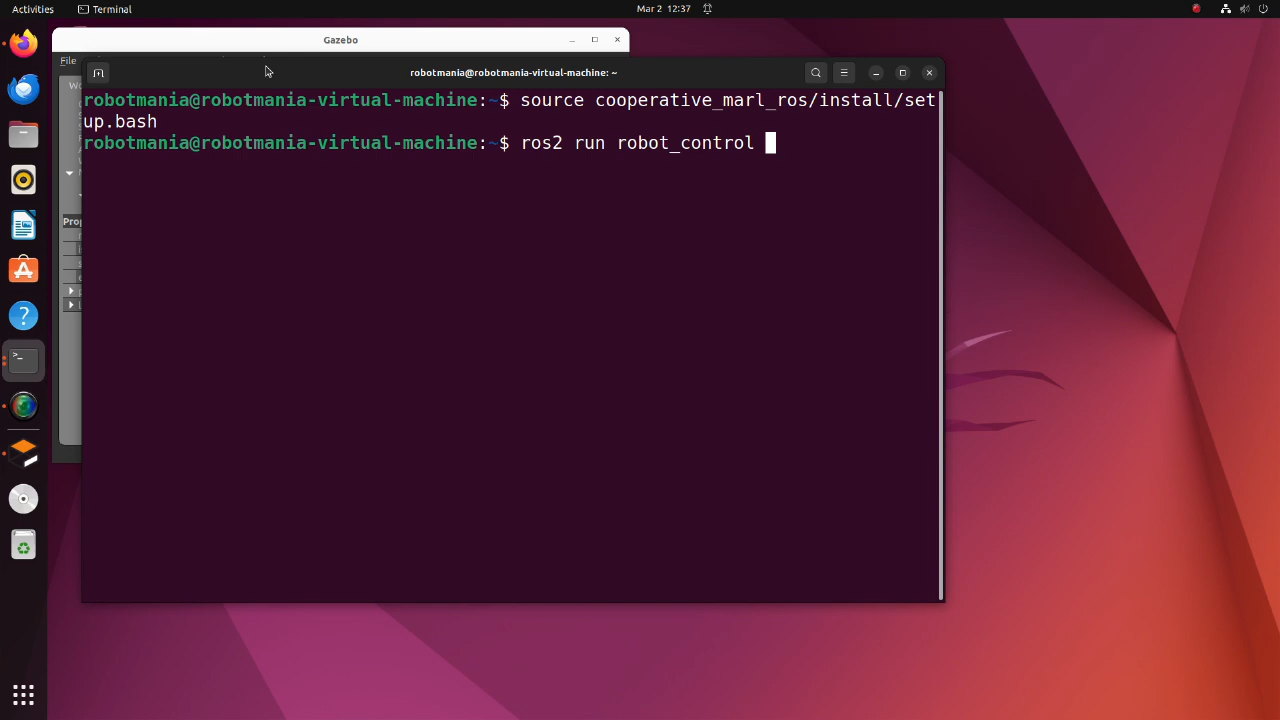 Activities Terminal Mar 2 12:37
Gazebo
File
robotmania@robotmania-virtual-machine: ~
robotmania@robotmania-virtual-machine:~$ source cooperative_marl_ros/install/set
up.bash
robotmania@robotmania-virtual-machine:~$ ros2 run robot_control